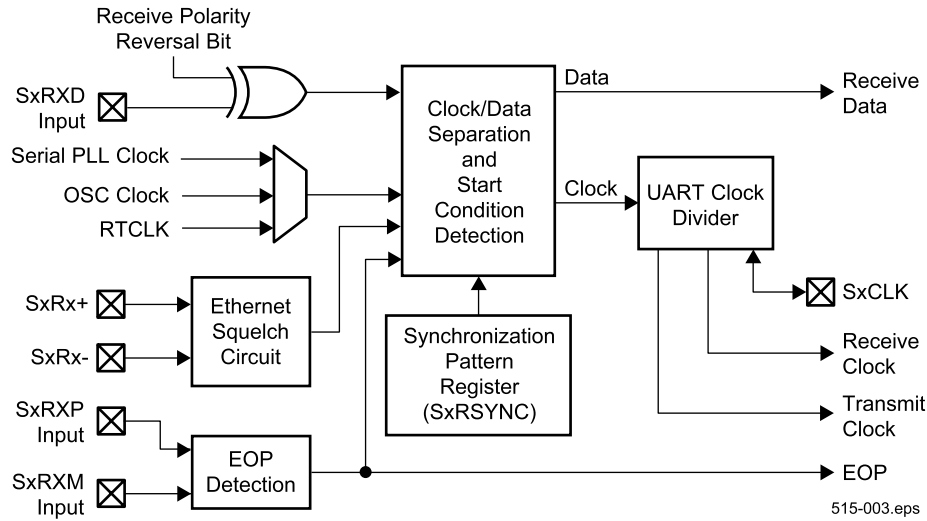 Receive Polarity
Reversal Bit
SxRXD
Input
Serial PLL Clock
OSC Clock
RTCLK
SxRx+
SxRx-
SxRXP
Input
SxRXM
Input
Ethernet
Squelch
Circuit
EOP
Detection
Clock/Data
Separation
and
Start
Condition
Detection
Synchronization
Pattern
Register
(SxRSYNC)
Data
Clock
UART Clock
Divider
Receive
Data
SxCLK
Receive
Clock
Transmit
Clock
EOP
515-003.eps